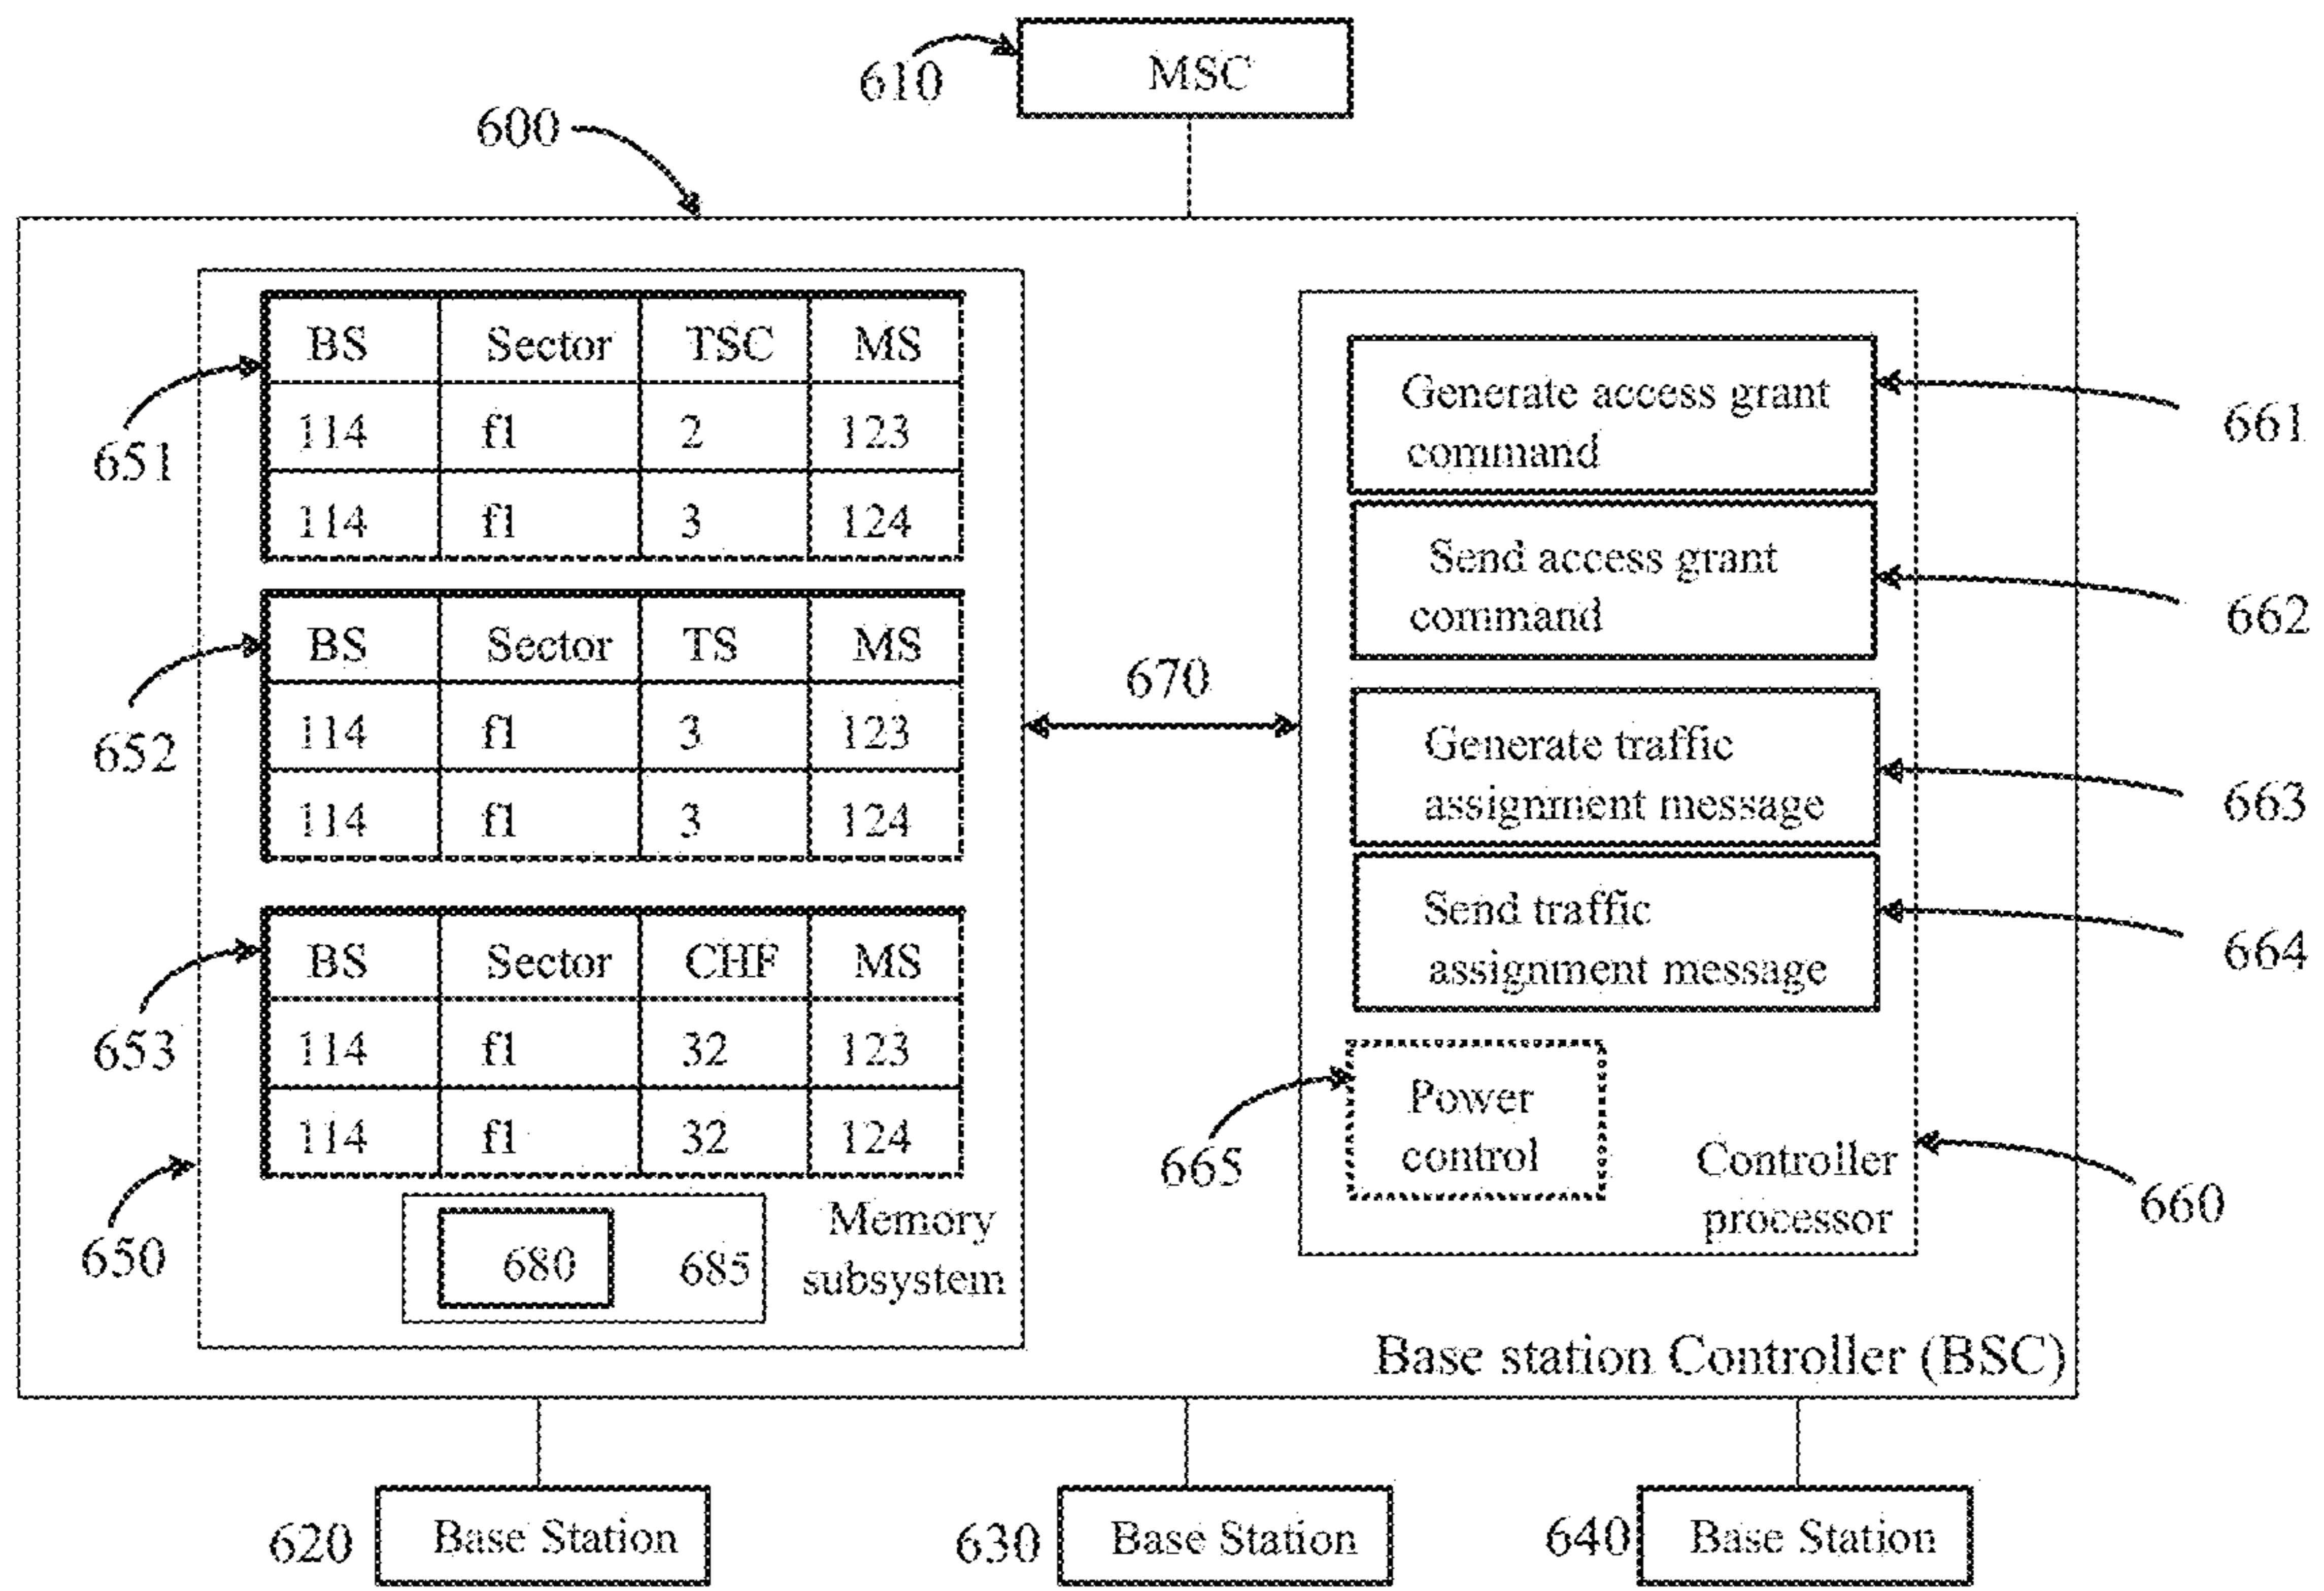 610
MSC
600
BS Sector TSC MS
114 f1 2 123
114 f1 3 124
651
BS Sector TS MS
114 f1 3 123
114 f1 3 124
652
BS Sector CHF MS
114 f1 32 123
114 f1 32 124
653
650
680
685
Memory
subsystem
670
Generate access grant
command
661
Send access grant
command
662
Generate traffic
assignment message
663
Send traffic
assignment message
664
Power
control
665
Controller
processor
660
Base station Controller (BSC)
620
Base Station
630
Base Station
640
Base Station